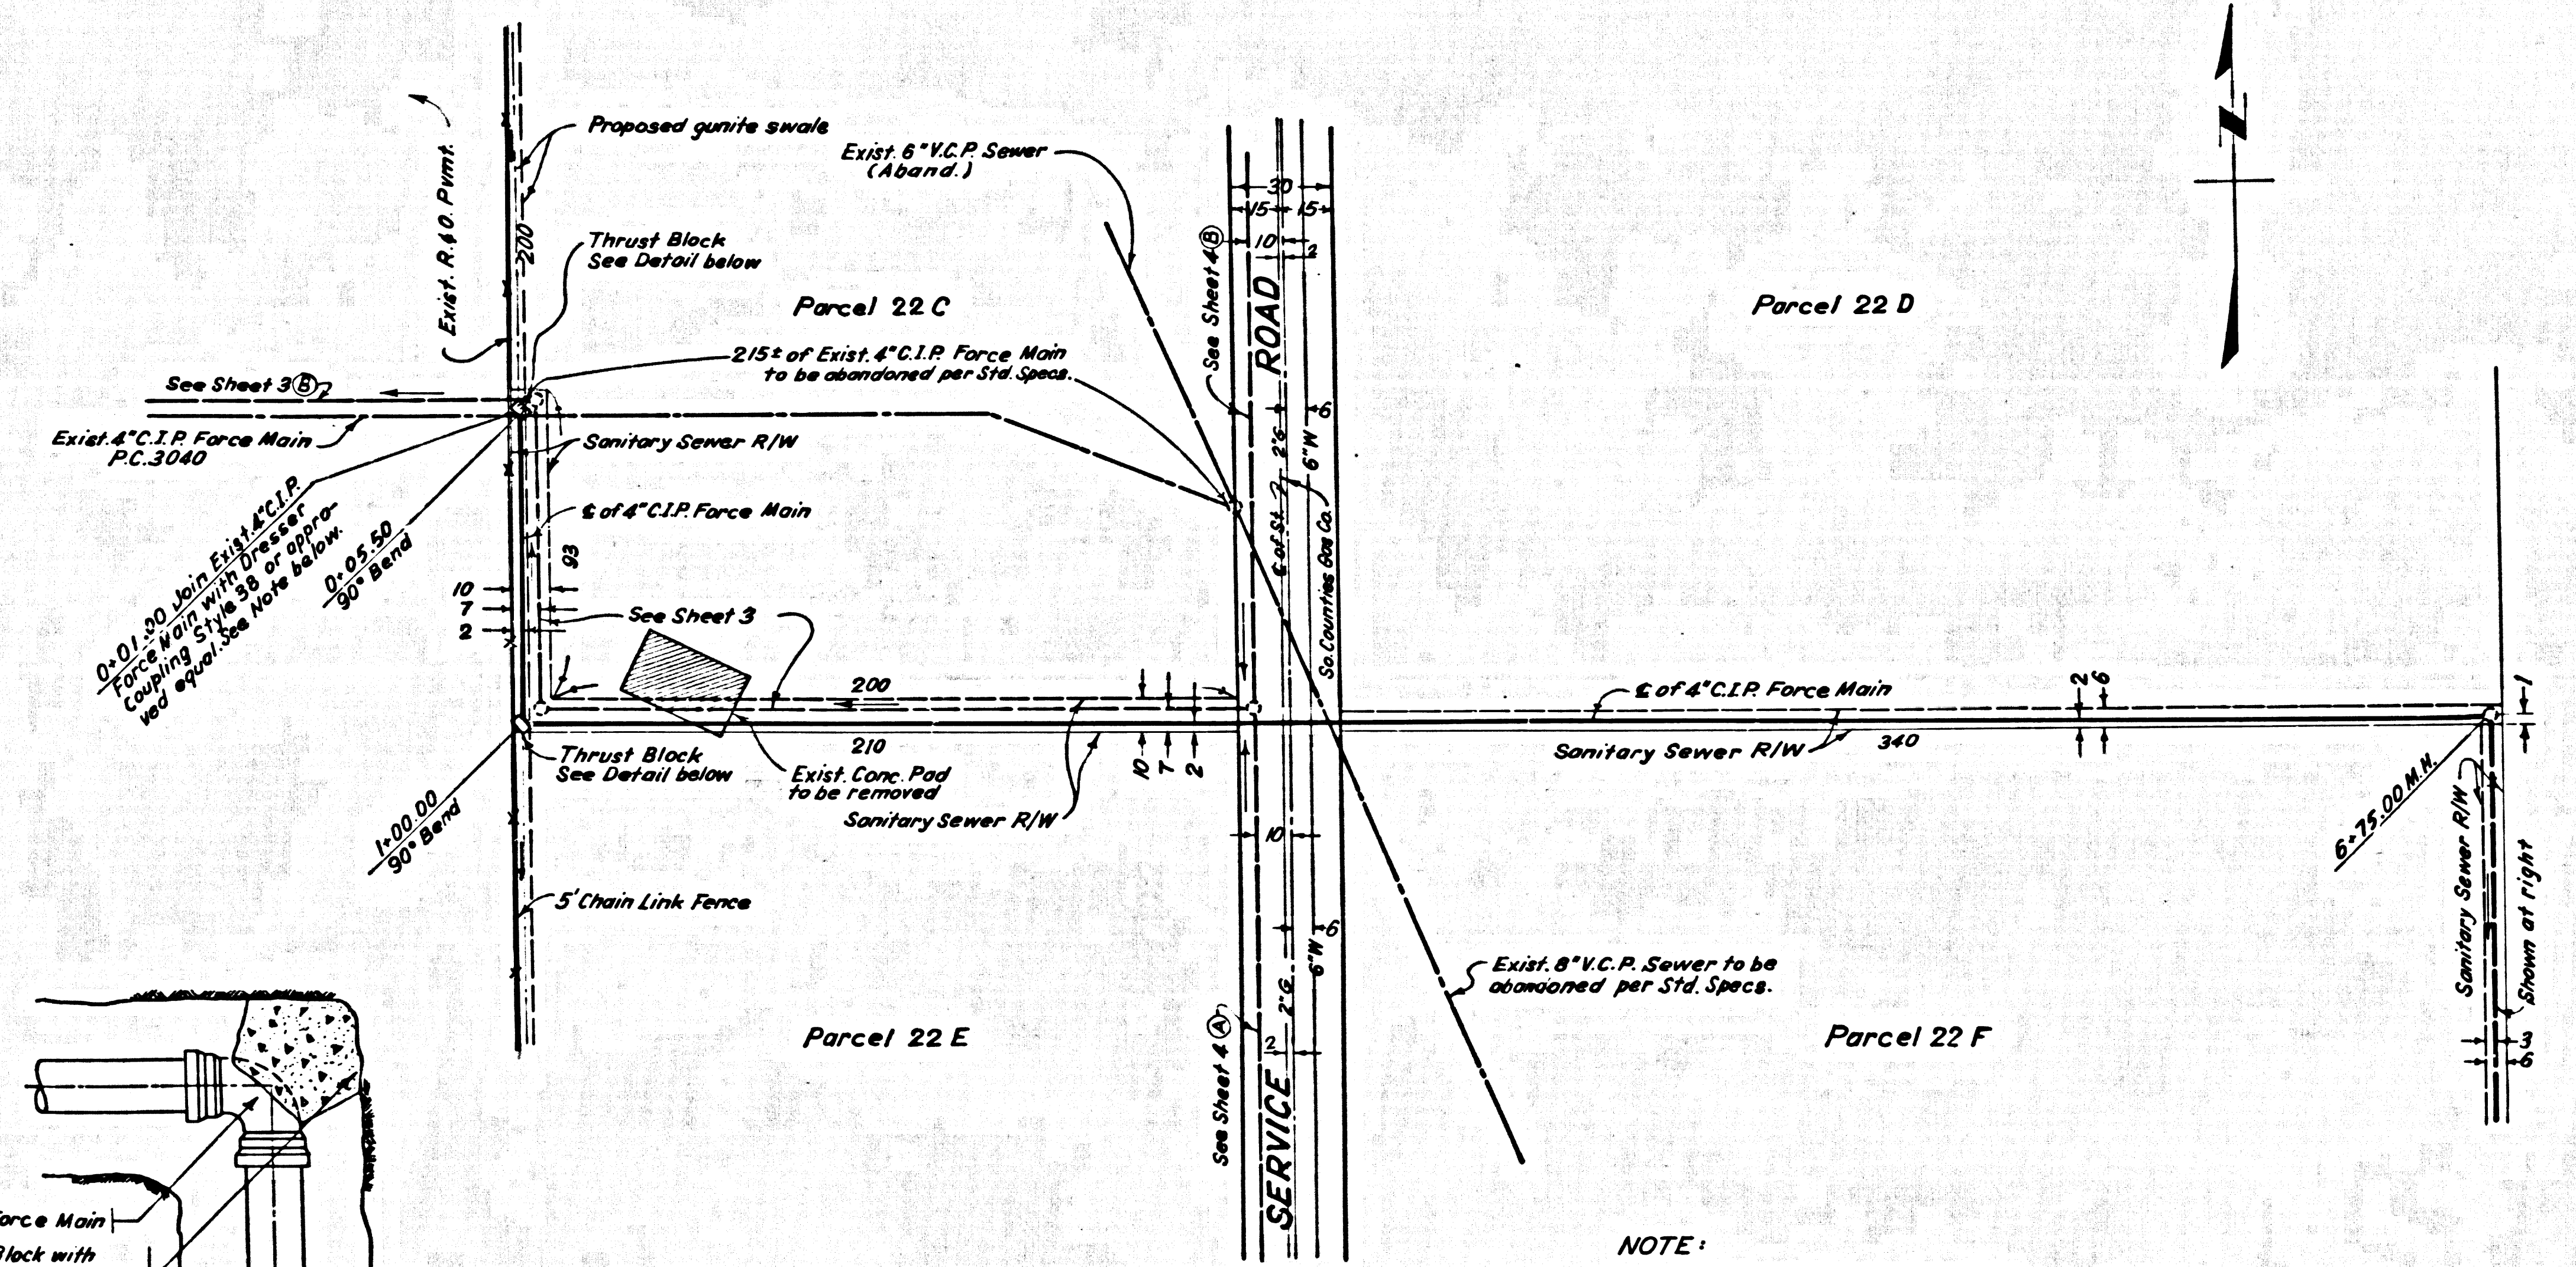 Proposed gunite swale
Exist. R.&O. Pvmt.
200
Exist. 6" V.C.P. Sewer
(Aband.)
Thrust Block
See Detail below
Parcel 22 C
215± of Exist. 4" C.I.P. Force Main
to be abandoned per Std. Specs.
See Sheet 3 B
Exist. 4" C.I.P. Force Main
P.C. 3040
Sanitary Sewer R/W
0+01.00 Join Exist. 4" C.I.P.
Force Main with Dresser
Coupling Style 38 or appro-
ved equal. See Note below.
0+05.50
90° Bend
℄ of 4" C.I.P. Force Main
93
10
7
2
See Sheet 3
200
210
Thrust Block
See Detail below
Exist. Conc. Pad
to be removed
Sanitary Sewer R/W
10
7
2
1+00.00
90° Bend
5' Chain Link Fence
Parcel 22 E
30
15
15
10
2
See Sheet 4 B
ROAD
6
℄ of St.
2"G
6"W
So. Counties Gas Co.
10
6
6"W
2"G
2
See Sheet 4 A
SERVICE
N
Parcel 22 D
℄ of 4" C.I.P. Force Main
2
6
1
Sanitary Sewer R/W
340
6+75.00 M.H.
Sanitary Sewer R/W
Shown at right
3
6
Exist. 8" V.C.P. Sewer to be
abandoned per Std. Specs.
Parcel 22 F
Force Main
Block with
NOTE: